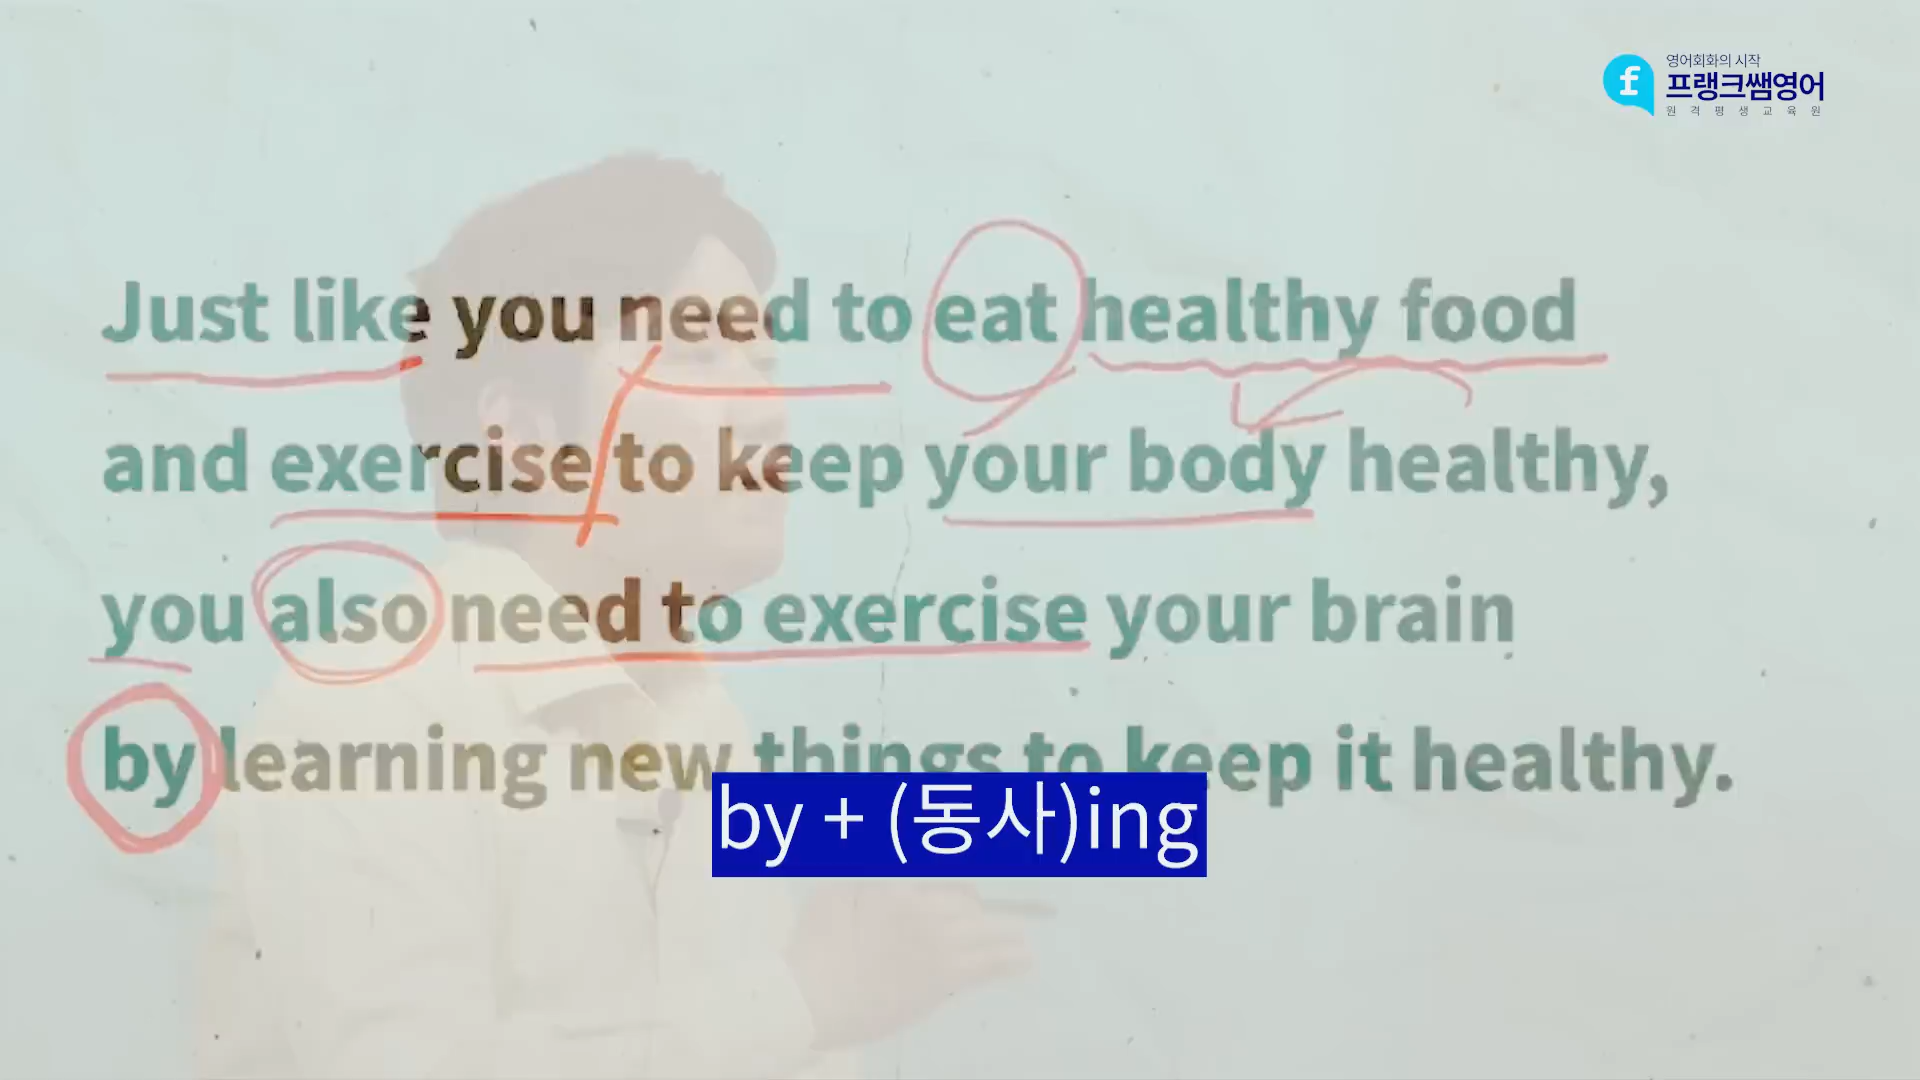 영어회화의 시작
프랭크쌤영어
원격평생교육원
Just like you need to eat healthy food
and exercise to keep your body healthy,
you also need to exercise your brain
by learning new things to keep it healthy.
by + (동사)ing